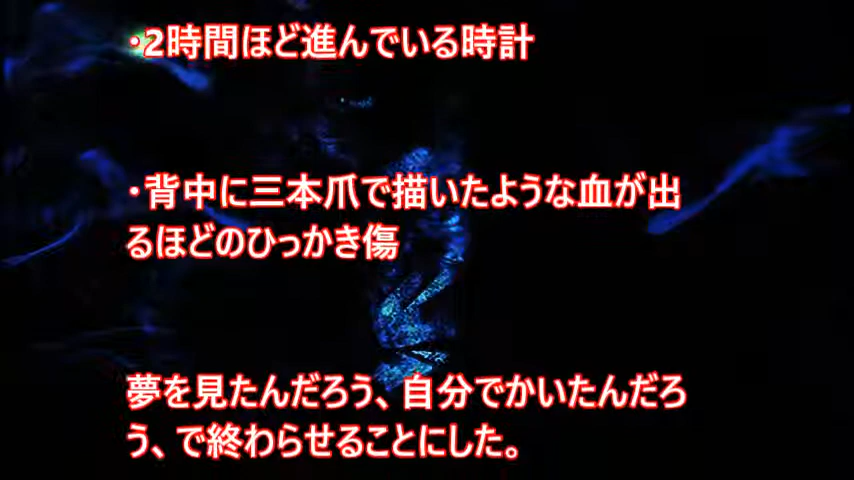 ・2時間ほど進んでいる時計
・背中に三本爪で描いたような血が出
るほどのひっかき傷
夢を見たんだろう、自分でかいたんだろ
う、で終わらせることにした。